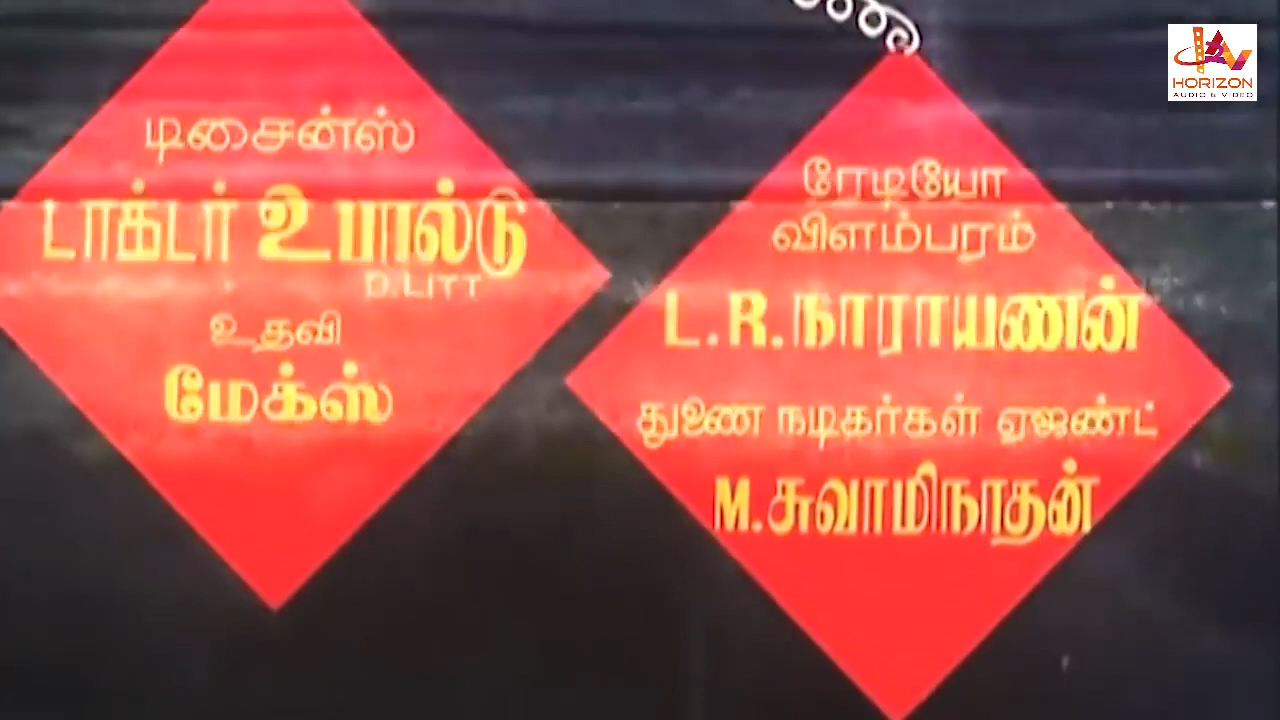 டிசைன்ஸ்
டாக்டர் உபால்டு
D.LITT
உதவி
மேக்ஸ்
ரேடியோ
விளம்பரம்
L.R.நாராயணன்
துணை நடிகர்கள் ஏஜண்ட்
M.சுவாமிநாதன்
HORIZON
AUDIO & VIDEO